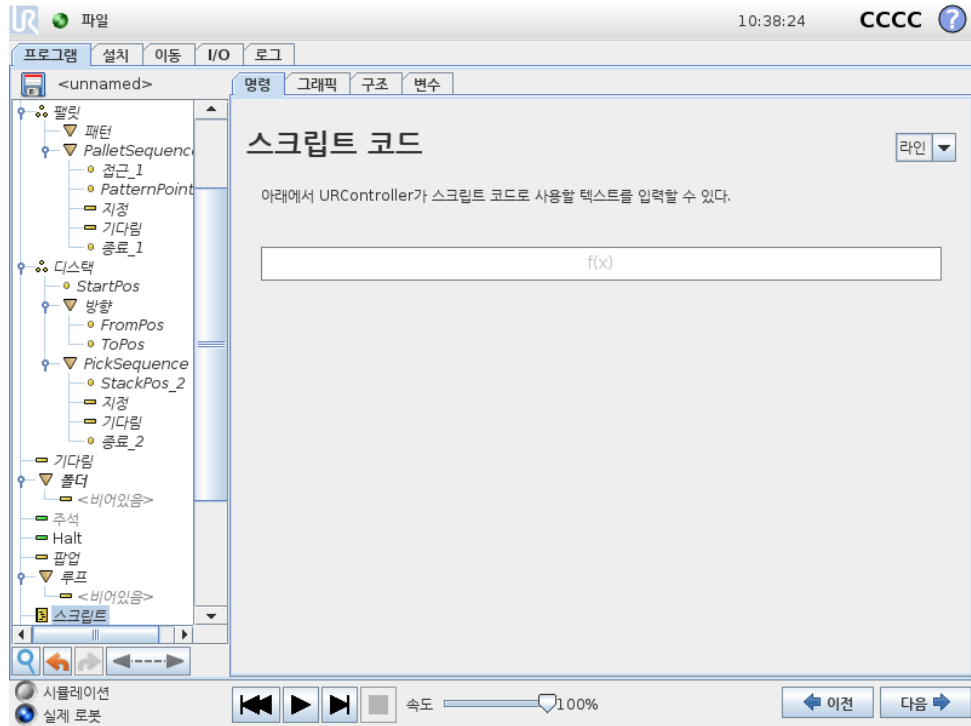 UR 파일 10:38:24 CCCC ?
프로그램 설치 이동 I/O 로그
<unnamed> 명령 그래픽 구조 변수
팰릿
패턴
PalletSequenc
접근_1
PatternPoint
지정
기다림
종료_1
디스택
StartPos
방향
FromPos
ToPos
PickSequence
StackPos_2
지정
기다림
종료_2
기다림
폴더
<비어있음>
주석
Halt
팝업
루프
<비어있음>
스크립트
스크립트 코드
라인
아래에서 URController가 스크립트 코드로 사용할 텍스트를 입력할 수 있다.
f(x)
시뮬레이션
실제 로봇
속도 100% 이전 다음